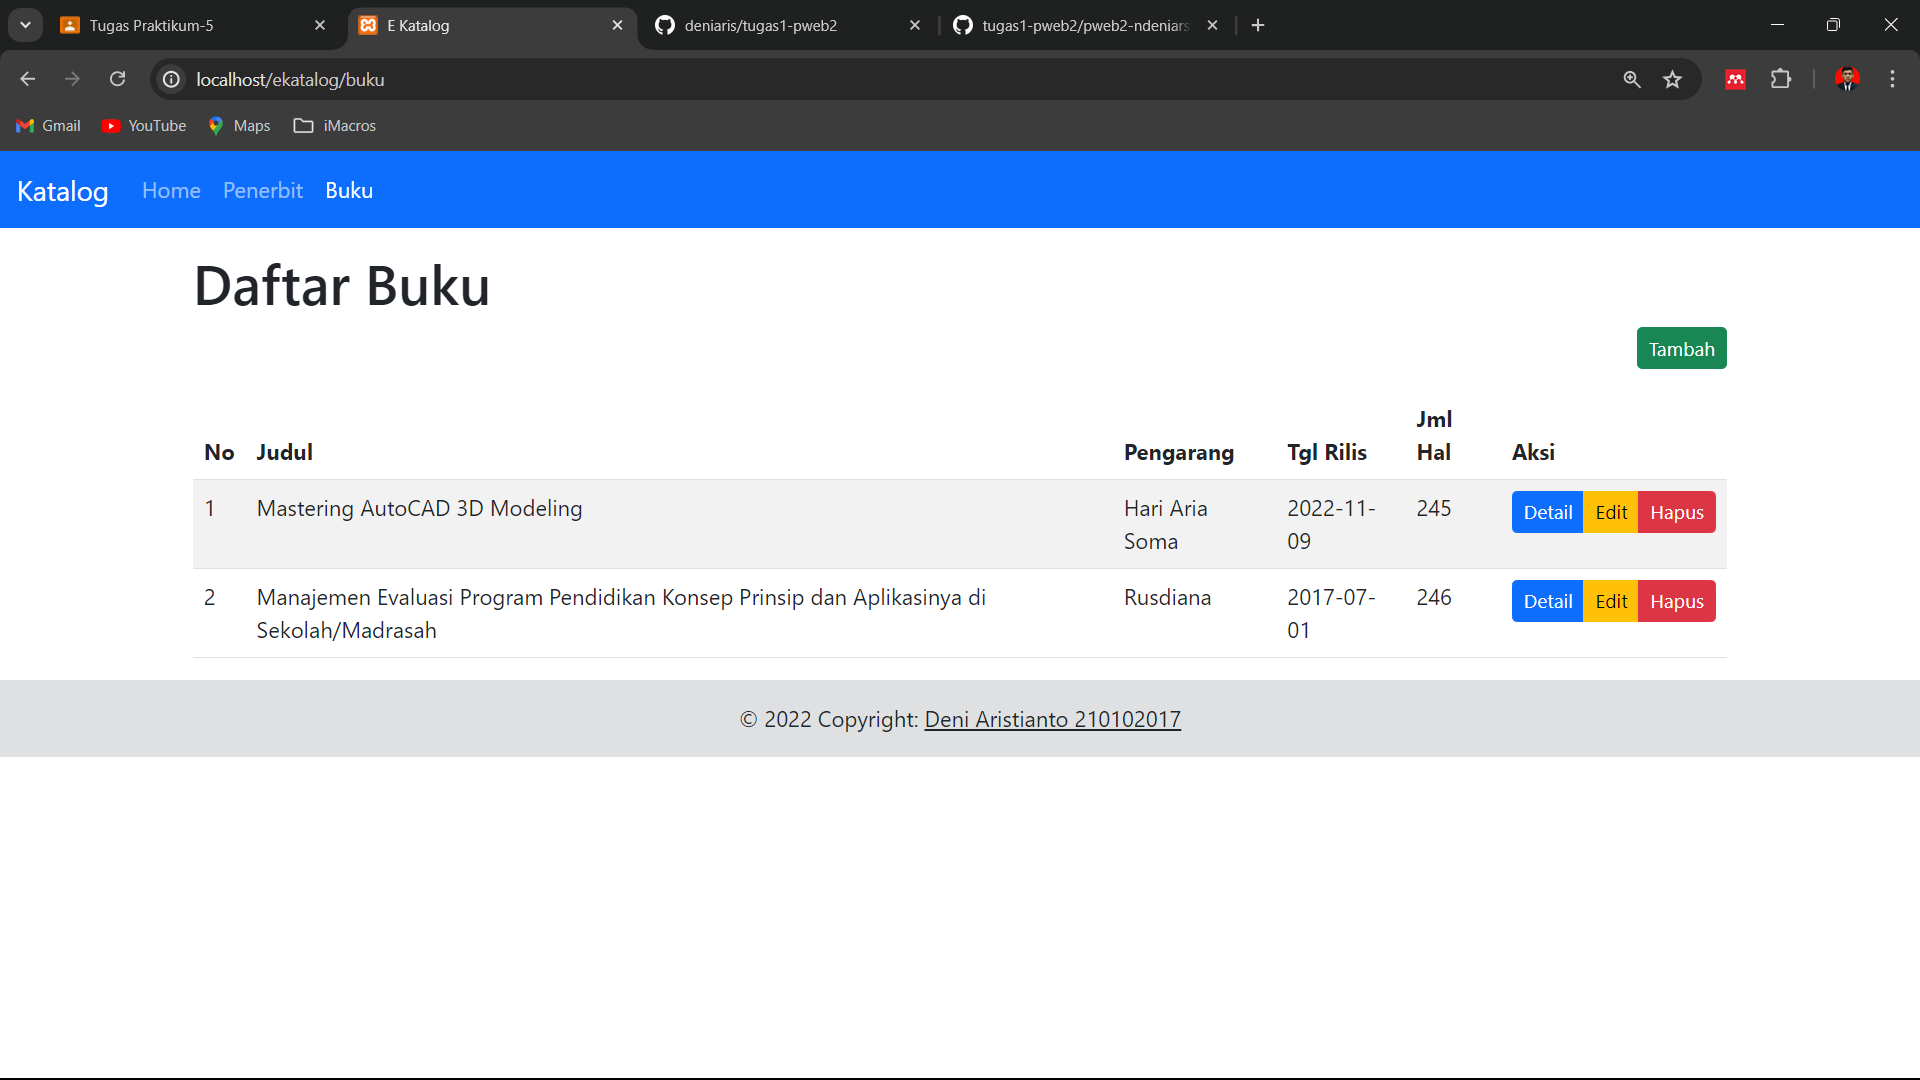 Tugas Praktikum-5
E Katalog
deniaris/tugas1-pweb2
tugas1-pweb2/pweb2-ndeniars
localhost/ekatalog/buku
Gmail
YouTube
Maps
iMacros
Katalog
Home
Penerbit
Buku
Daftar Buku
Tambah
No
Judul
Pengarang
Tgl Rilis
Jml
Hal
Aksi
1
Mastering AutoCAD 3D Modeling
Hari Aria
Soma
2022-11-
09
245
Detail
Edit
Hapus
2
Manajemen Evaluasi Program Pendidikan Konsep Prinsip dan Aplikasinya di
Sekolah/Madrasah
Rusdiana
2017-07-
01
246
Detail
Edit
Hapus
© 2022 Copyright: Deni Aristianto 210102017